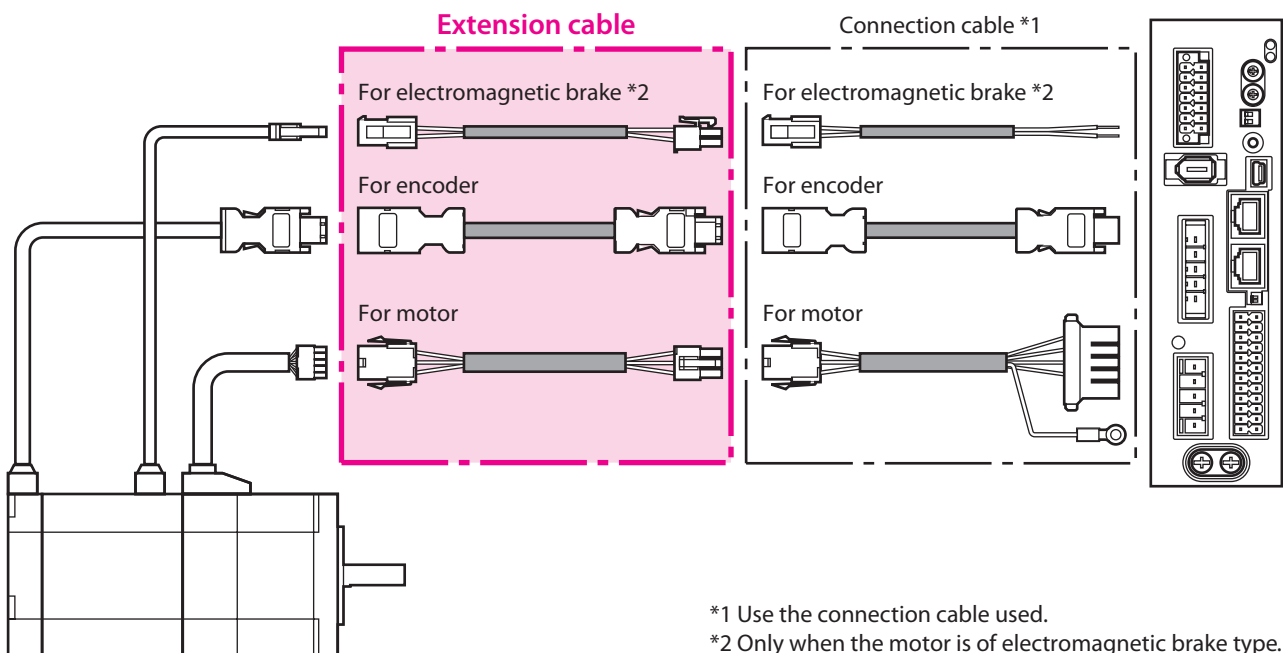 Extension cable
Connection cable *1
For electromagnetic brake *2
For electromagnetic brake *2
For encoder
For encoder
For motor
For motor
*1 Use the connection cable used.
*2 Only when the motor is of electromagnetic brake type.